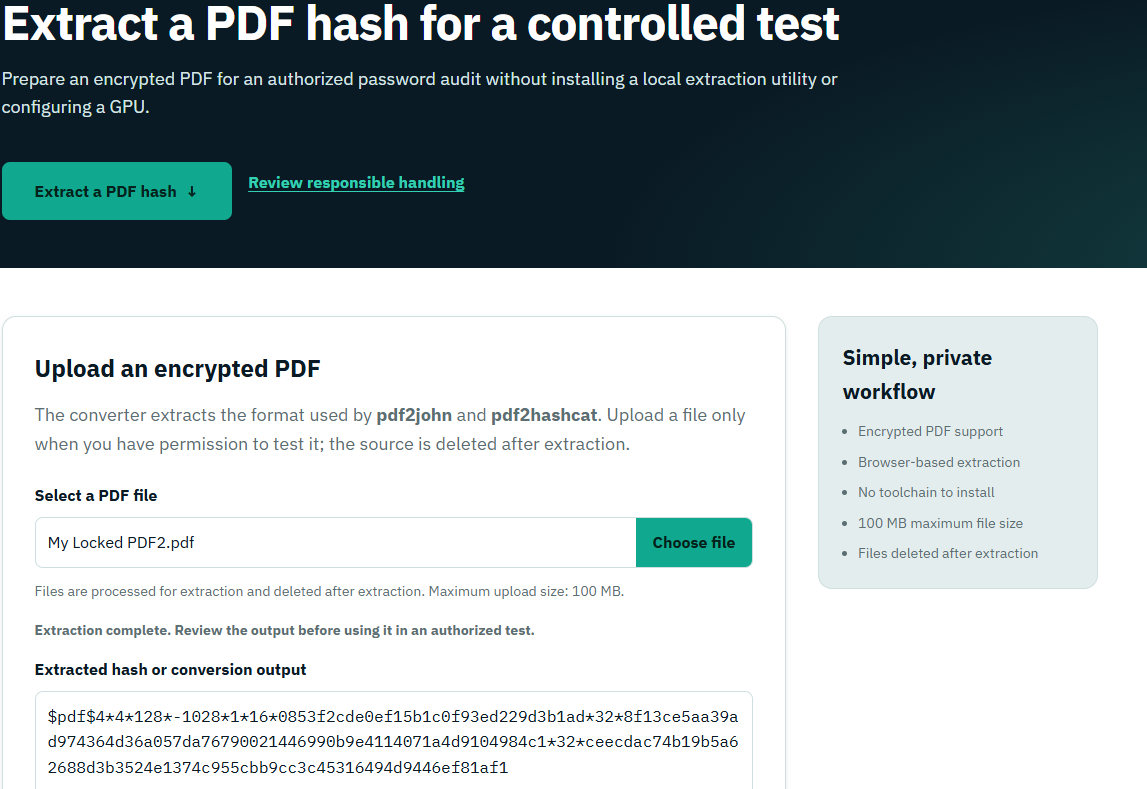 Extract a PDF hash for a controlled test
Prepare an encrypted PDF for an authorized password audit without installing a local extraction utility or
configuring a GPU.
Extract a PDF hash ↓
Review responsible handling
Upload an encrypted PDF
The converter extracts the format used by pdf2john and pdf2hashcat. Upload a file only
when you have permission to test it; the source is deleted after extraction.
Select a PDF file
My Locked PDF2.pdf
Choose file
Files are processed for extraction and deleted after extraction. Maximum upload size: 100 MB.
Extraction complete. Review the output before using it in an authorized test.
Extracted hash or conversion output
$pdf$4*4*128*-1028*1*16*0853f2cde0ef15b1c0f93ed229d3b1ad*32*8f13ce5aa39a
d974364d36a057da76790021446990b9e4114071a4d9104984c1*32*ceecdac74b19b5a6
2688d3b3524e1374c955cbb9cc3c45316494d9446ef81af1
Simple, private
workflow
• Encrypted PDF support
• Browser-based extraction
• No toolchain to install
• 100 MB maximum file size
• Files deleted after extraction